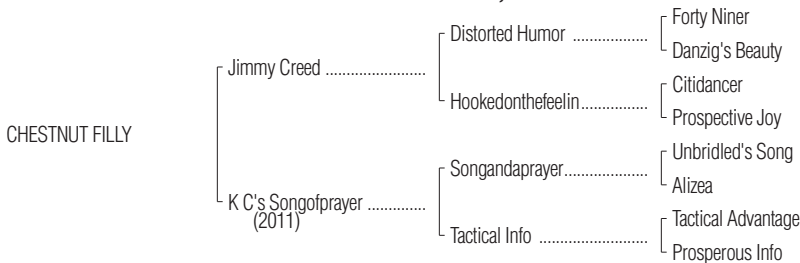 Forty Niner
Distorted Humor ..................
Danzig's Beauty
Jimmy Creed ........................
Citidancer
Hookedonthefeelin................
Prospective Joy
CHESTNUT FILLY
Unbridled's Song
Songandaprayer....................
Alizea
K C's Songofprayer ..............
(2011)
Tactical Advantage
Tactical Info ..........................
Prosperous Info